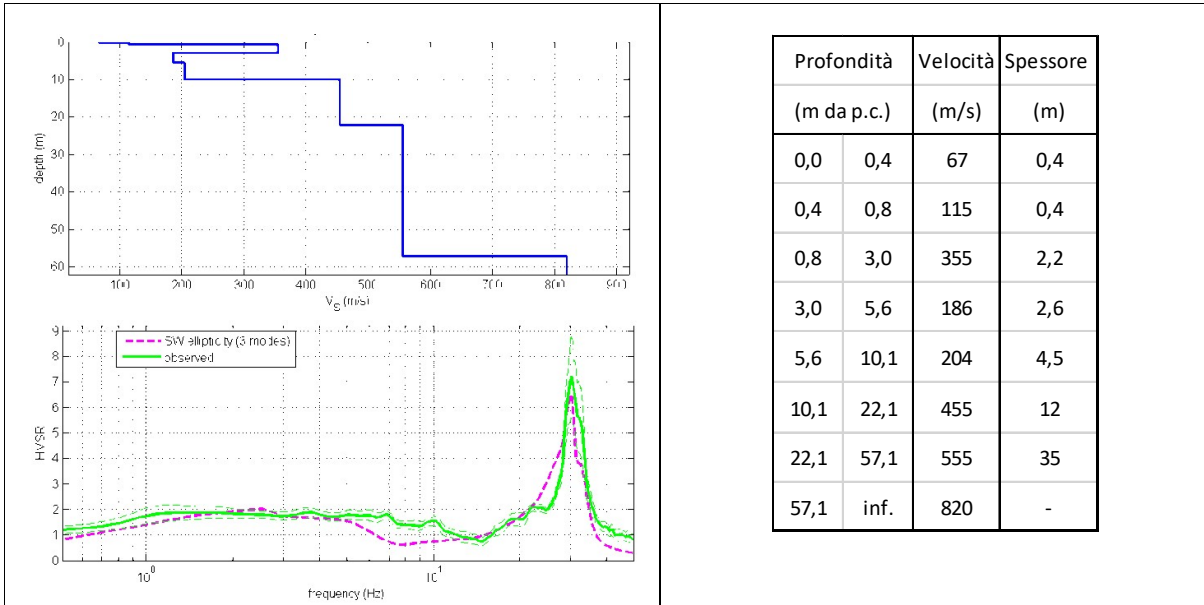 0
10
20
30
40
50
60
depth (m)
100 200 300 400 500 600 700 800 900
V_S (m/s)
SW ellipticity (3 modes)
observed
9
8
7
6
5
4
3
2
1
0
HVSR
10^0 10^1
frequency (Hz)
Profondità Velocità Spessore
(m da p.c.) (m/s) (m)
0,0 0,4 67 0,4
0,4 0,8 115 0,4
0,8 3,0 355 2,2
3,0 5,6 186 2,6
5,6 10,1 204 4,5
10,1 22,1 455 12
22,1 57,1 555 35
57,1 inf. 820 -